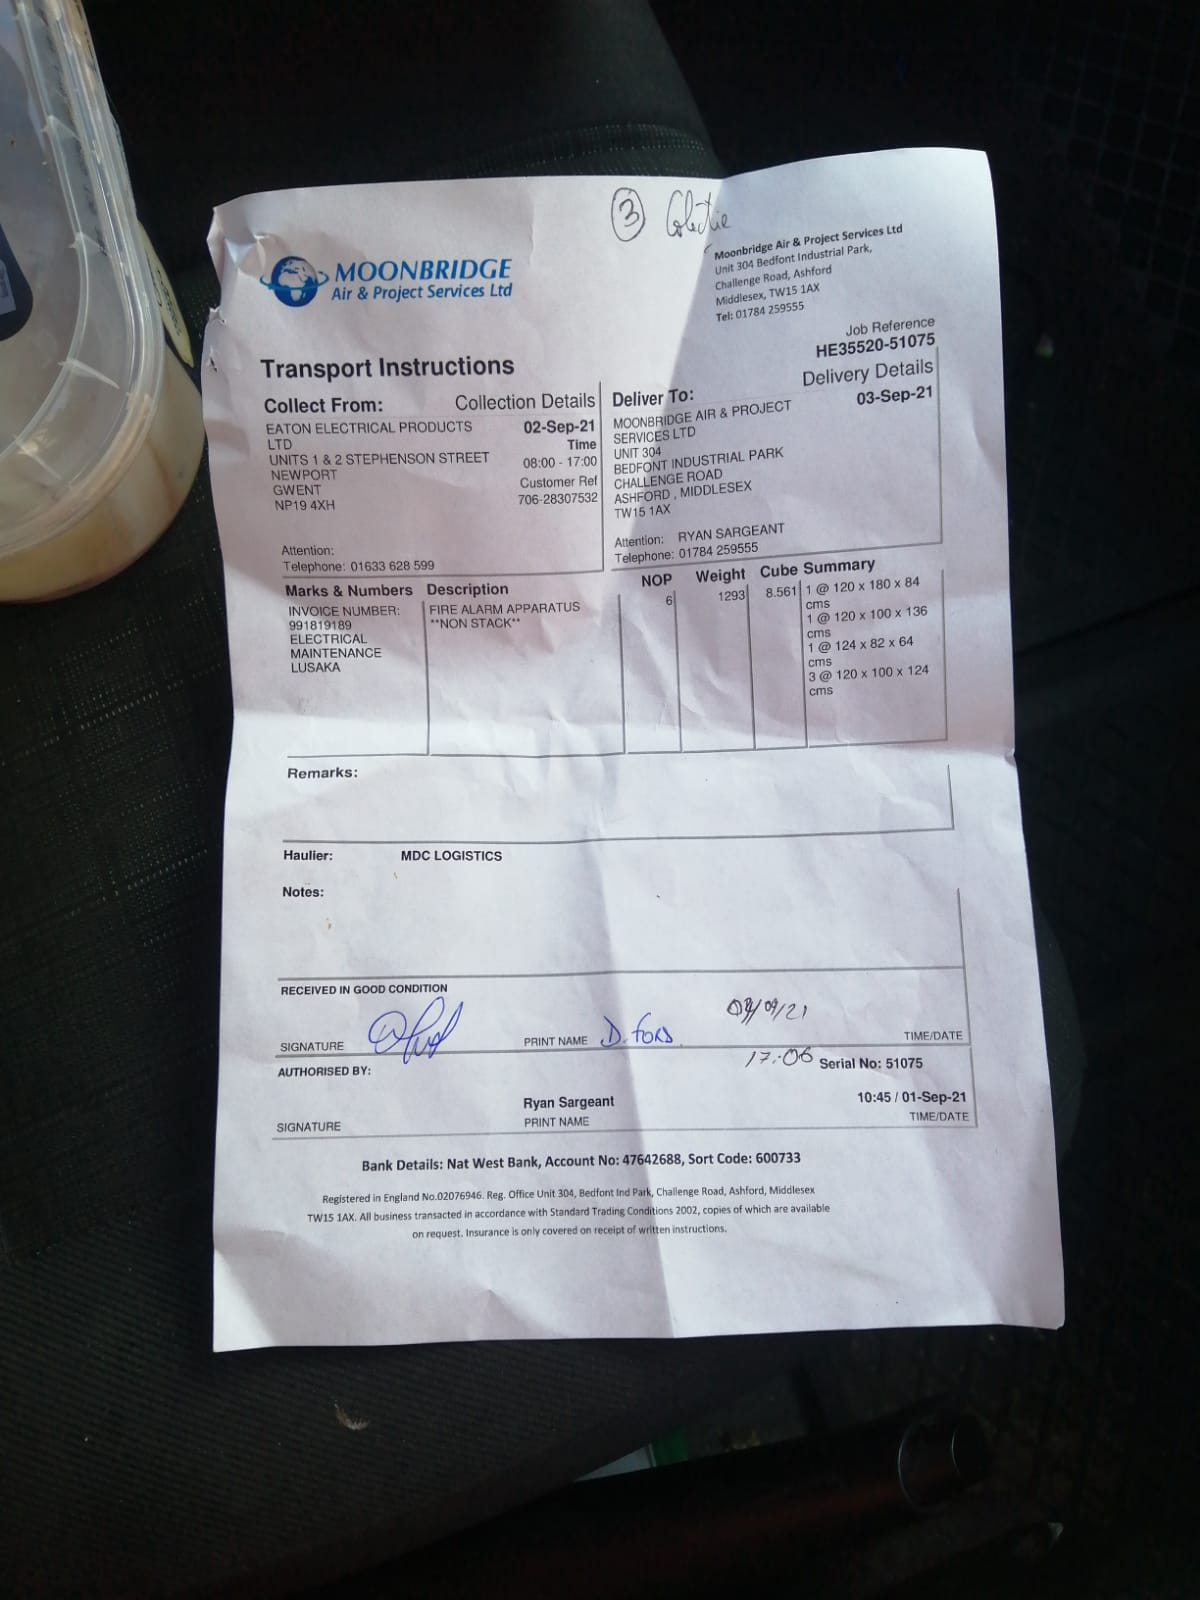 3
MOONBRIDGE
Air & Project Services Ltd
Moonbridge Air & Project Services Ltd
Unit 304 Bedfont Industrial Park,
Challenge Road, Ashford
Middlesex, TW15 1AX
Tel: 01784 259555
Job Reference
HE35520-51075
Transport Instructions
Collect From: Collection Details
EATON ELECTRICAL PRODUCTS
LTD
UNITS 1 & 2 STEPHENSON STREET
NEWPORT
GWENT
NP19 4XH
02-Sep-21
Time
08:00 - 17:00
Customer Ref
706-28307532
Attention:
Telephone: 01633 628 599
Deliver To: Delivery Details
03-Sep-21
MOONBRIDGE AIR & PROJECT
SERVICES LTD
UNIT 304
BEDFONT INDUSTRIAL PARK
CHALLENGE ROAD
ASHFORD , MIDDLESEX
TW15 1AX
Attention: RYAN SARGEANT
Telephone: 01784 259555
Marks & Numbers Description NOP Weight Cube Summary
INVOICE NUMBER:
991819189
ELECTRICAL
MAINTENANCE
LUSAKA
FIRE ALARM APPARATUS
**NON STACK**
6
1293
8.561
1 @ 120 x 180 x 84
cms
1 @ 120 x 100 x 136
cms
1 @ 124 x 82 x 64
cms
3 @ 120 x 100 x 124
cms
Remarks:
Haulier: MDC LOGISTICS
Notes:
RECEIVED IN GOOD CONDITION
SIGNATURE PRINT NAME D. FORD TIME/DATE
17:06 Serial No: 51075
AUTHORISED BY:
Ryan Sargeant 10:45 / 01-Sep-21
SIGNATURE PRINT NAME TIME/DATE
Bank Details: Nat West Bank, Account No: 47642688, Sort Code: 600733
Registered in England No.02076946. Reg. Office Unit 304, Bedfont Ind Park, Challenge Road, Ashford, Middlesex
TW15 1AX. All business transacted in accordance with Standard Trading Conditions 2002, copies of which are available
on request. Insurance is only covered on receipt of written instructions.